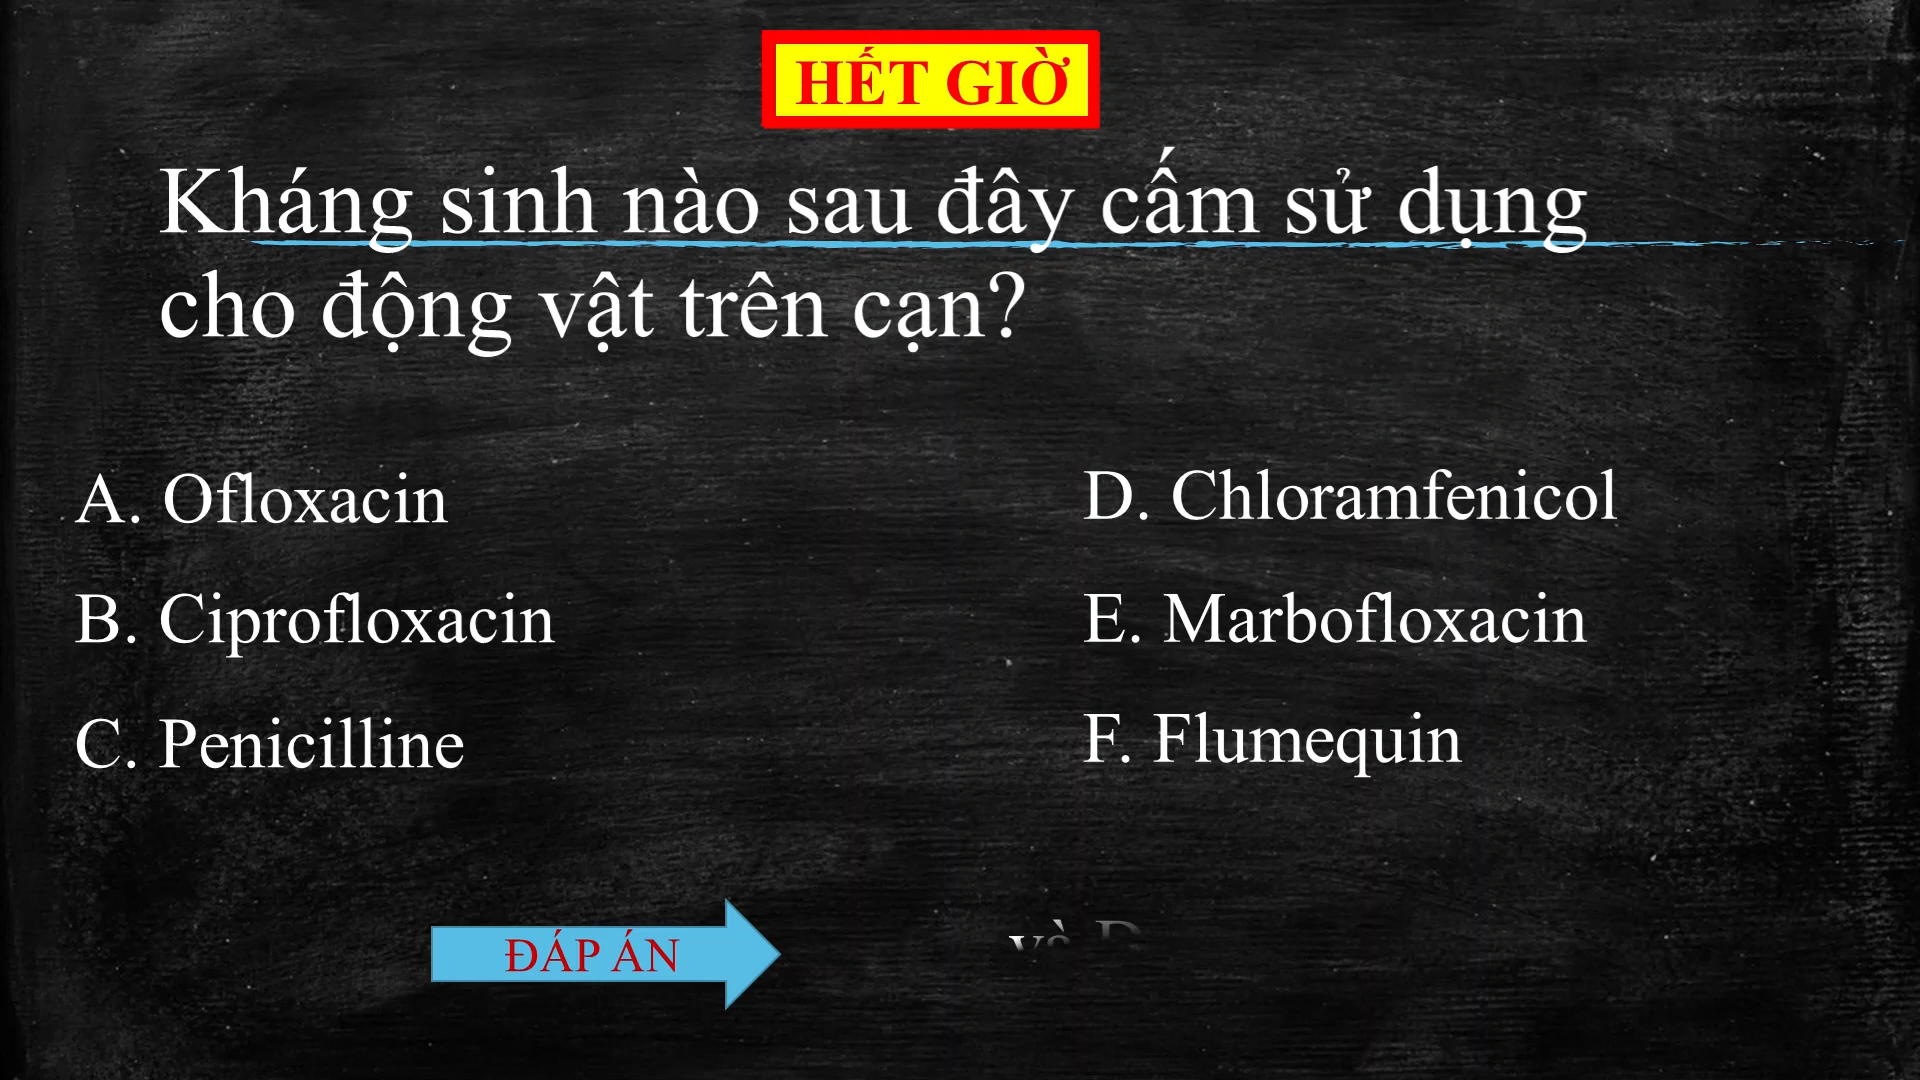 HẾT GIỜ
Kháng sinh nào sau đây cấm sử dụng
cho động vật trên cạn?
A. Ofloxacin
B. Ciprofloxacin
C. Penicilline
D. Chloramfenicol
E. Marbofloxacin
F. Flumequin
ĐÁP ÁN
và